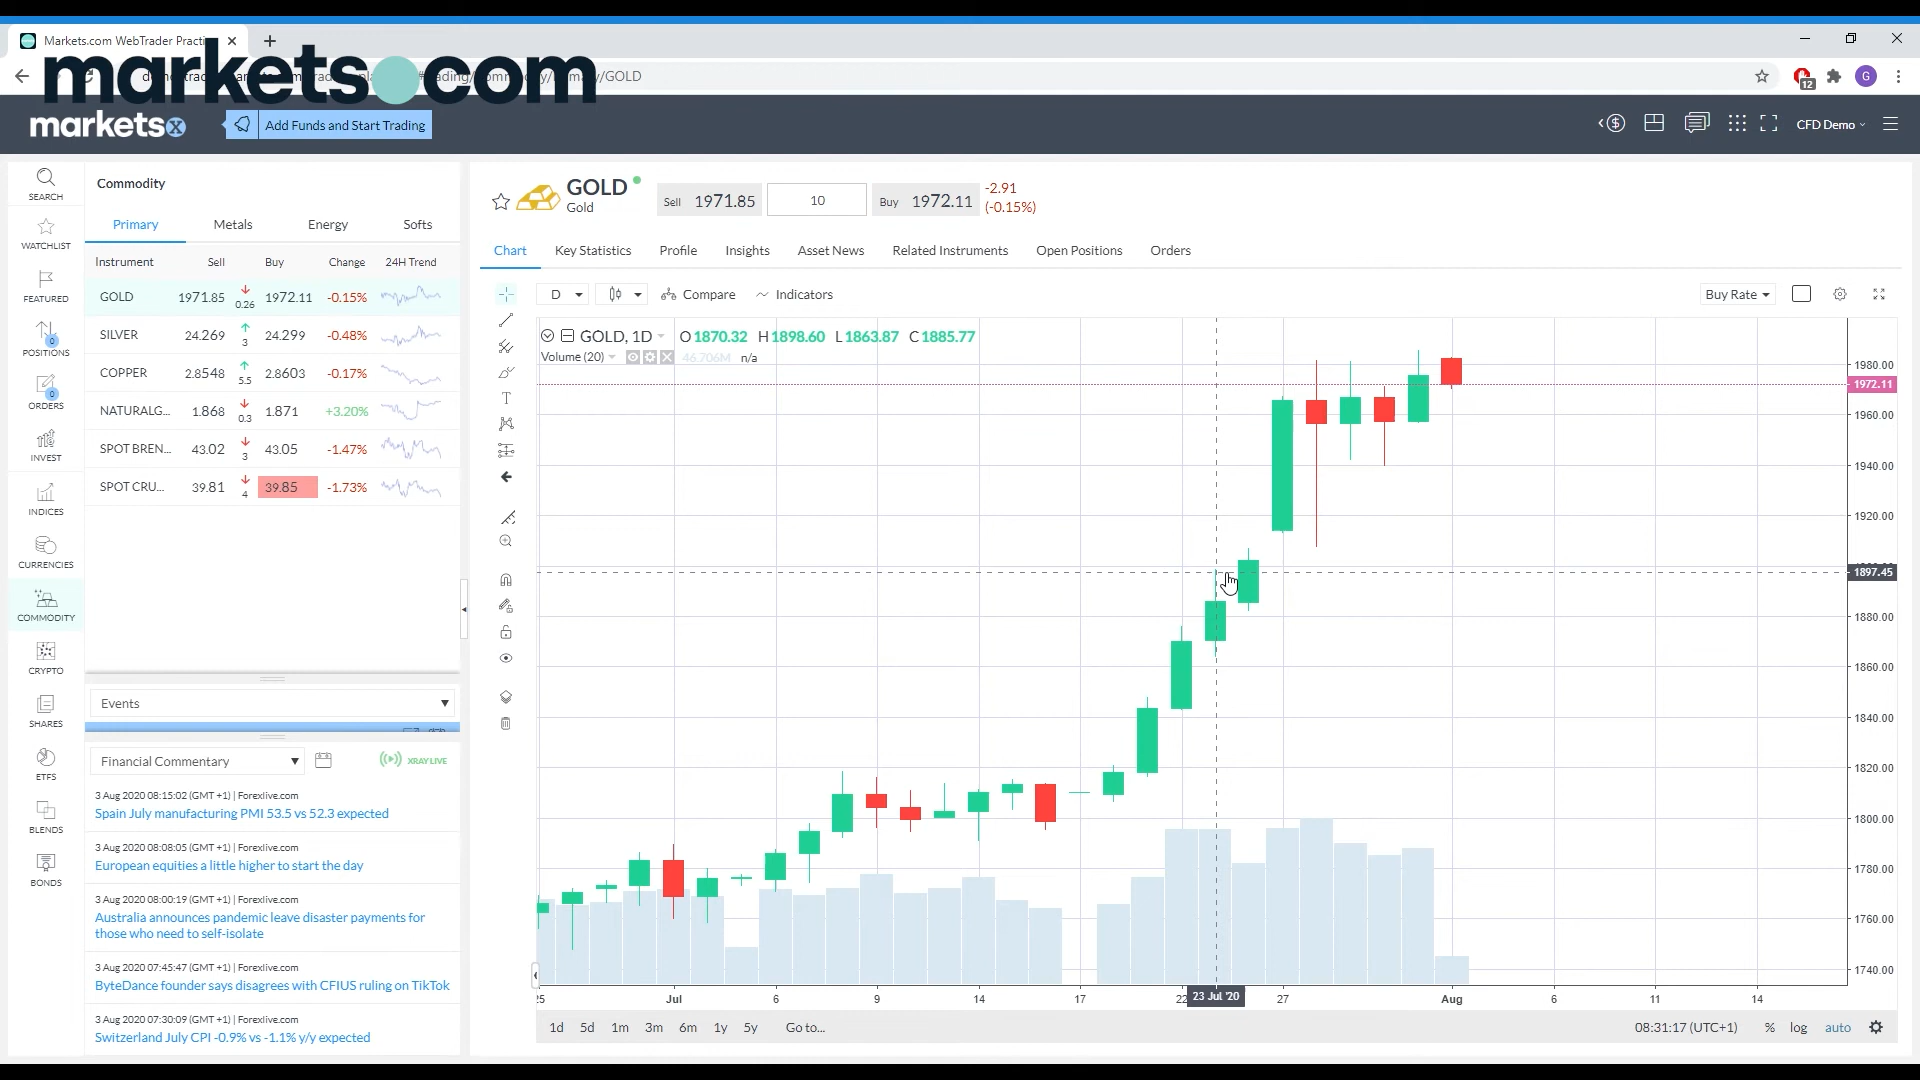 Markets.com WebTrader Practi
markets.com
/GOLD
12
G
marketsx
Add Funds and Start Trading
CFD Demo
SEARCH
WATCHLIST
FEATURED
0
POSITIONS
0
ORDERS
INVEST
INDICES
CURRENCIES
COMMODITY
CRYPTO
SHARES
ETFS
BLENDS
BONDS
Commodity
Primary Metals Energy Softs
Instrument Sell Buy Change 24H Trend
GOLD 1971.85 0.26 1972.11 -0.15%
SILVER 24.269 3 24.299 -0.48%
COPPER 2.8548 5.5 2.8603 -0.17%
NATURALG... 1.868 0.3 1.871 +3.20%
SPOT BREN... 43.02 3 43.05 -1.47%
SPOT CRU... 39.81 4 39.85 -1.73%
Events
Financial Commentary XRAY LIVE
3 Aug 2020 08:15:02 (GMT +1) | Forexlive.com
Spain July manufacturing PMI 53.5 vs 52.3 expected
3 Aug 2020 08:08:05 (GMT +1) | Forexlive.com
European equities a little higher to start the day
3 Aug 2020 08:00:19 (GMT +1) | Forexlive.com
Australia announces pandemic leave disaster payments for
those who need to self-isolate
3 Aug 2020 07:45:47 (GMT +1) | Forexlive.com
ByteDance founder says disagrees with CFIUS ruling on TikTok
3 Aug 2020 07:30:09 (GMT +1) | Forexlive.com
Switzerland July CPI -0.9% vs -1.1% y/y expected
GOLD
Gold
Sell 1971.85 10 Buy 1972.11
-2.91
(-0.15%)
Chart Key Statistics Profile Insights Asset News Related Instruments Open Positions Orders
D Compare Indicators Buy Rate
GOLD, 1D O 1870.32 H 1898.60 L 1863.87 C 1885.77
Volume (20) 46.706M n/a
1980.00
1972.11
1960.00
1940.00
1920.00
1897.45
1880.00
1860.00
1840.00
1820.00
1800.00
1780.00
1760.00
1740.00
25 Jul 6 9 14 17 22 23 Jul '20 27 Aug 6 11 14
1d 5d 1m 3m 6m 1y 5y Go to... 08:31:17 (UTC+1) % log auto